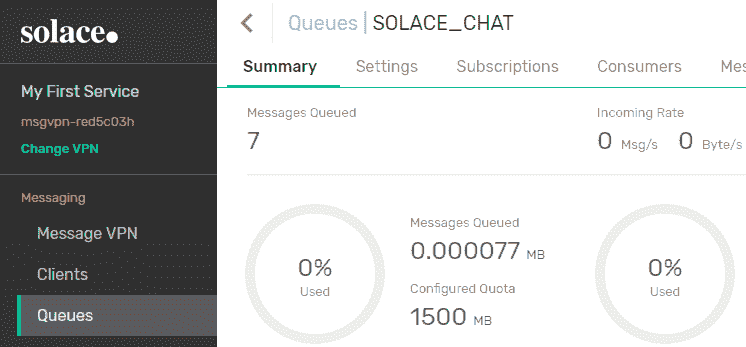 solace.
My First Service
msgvpn-red5c03h
Change VPN
Messaging
Message VPN
Clients
Queues
Queues | SOLACE_CHAT
Summary Settings Subscriptions Consumers Mes
Messages Queued
7
Incoming Rate
0 Msg/s 0 Byte/s
0%
Used
Messages Queued
0.000077 MB
Configured Quota
1500 MB
0%
Used